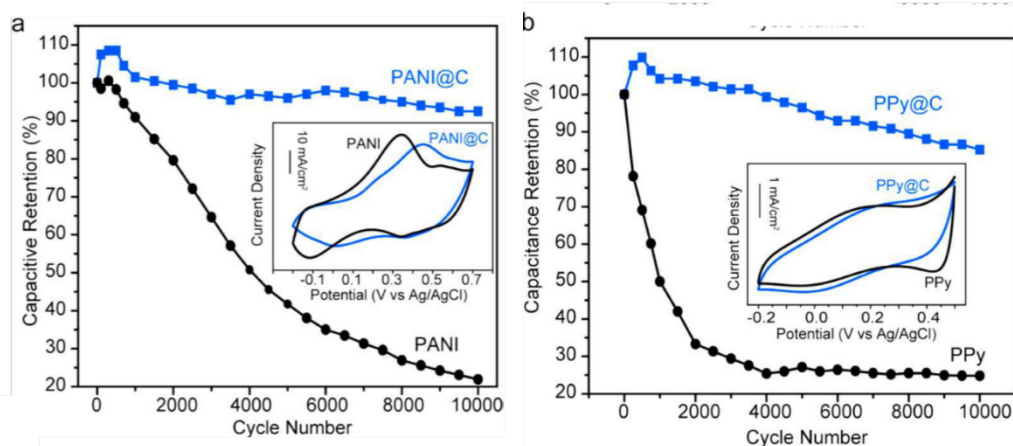 a
110
100
90
80
70
60
50
40
30
20
Capacitive Retention (%)
PANI@C
PANI
0 2000 4000 6000 8000 10000
Cycle Number
10 mA/cm²
PANI
PANI@C
Current Density
-0.1 0.1 0.3 0.5 0.7
Potential (V vs Ag/AgCl)
b
110
100
90
80
70
60
50
40
30
20
Capacitance Retention (%)
PPy@C
PPy
0 2000 4000 6000 8000 10000
Cycle Number
1 mA/cm²
PPy@C
PPy
Current Density
-0.2 0.0 0.2 0.4
Potential (V vs Ag/AgCl)